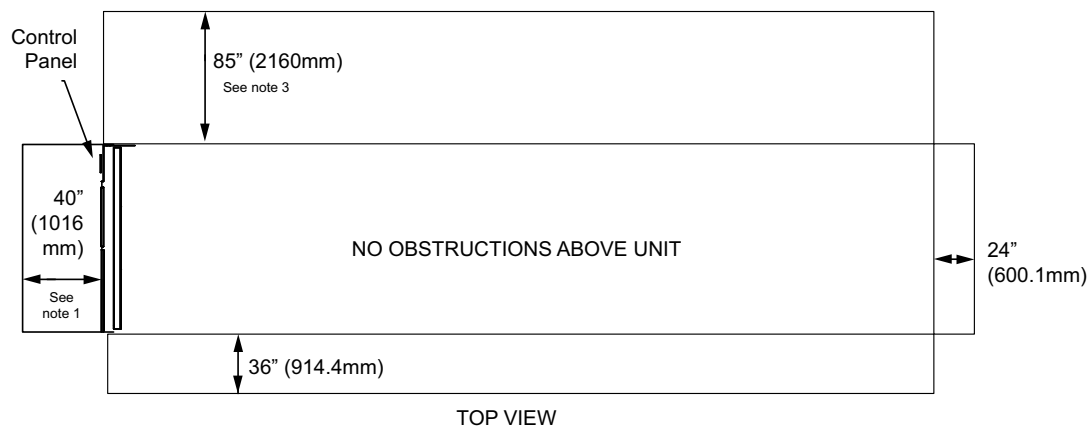 Control
Panel
85” (2160mm)
See note 3
40”
(1016
mm)
See
note 1
NO OBSTRUCTIONS ABOVE UNIT
24”
(600.1mm)
36” (914.4mm)
TOP VIEW